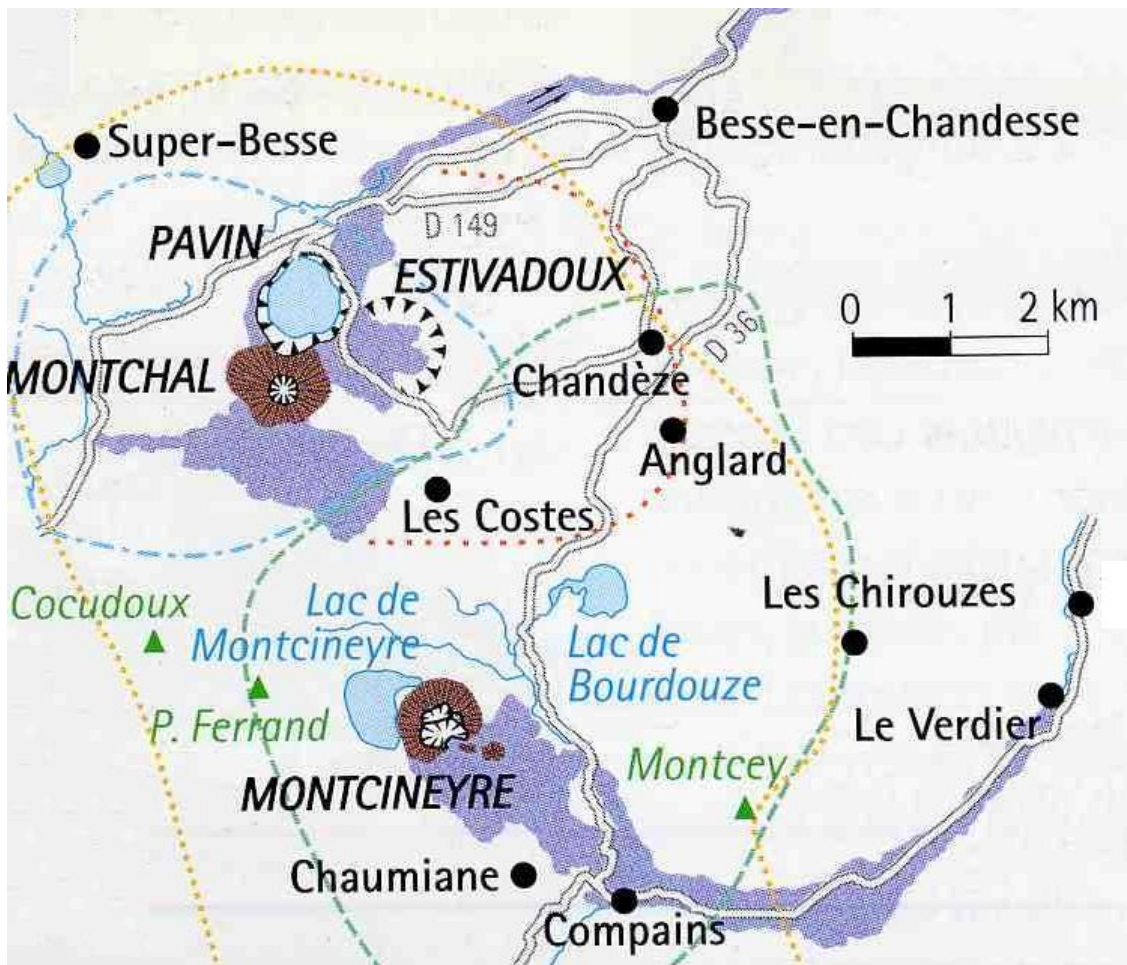 Super-Besse
Besse-en-Chandesse
PAVIN
D 149
ESTIVADOUX
0 1 2 km
MONTCHAL
Chandèze
D 36
Anglard
Les Costes
Cocudoux
Lac de
Montcineyre
Les Chirouzes
Lac de
Bourdouze
P. Ferrand
Le Verdier
Montcey
MONTCINEYRE
Chaumiane
Compains